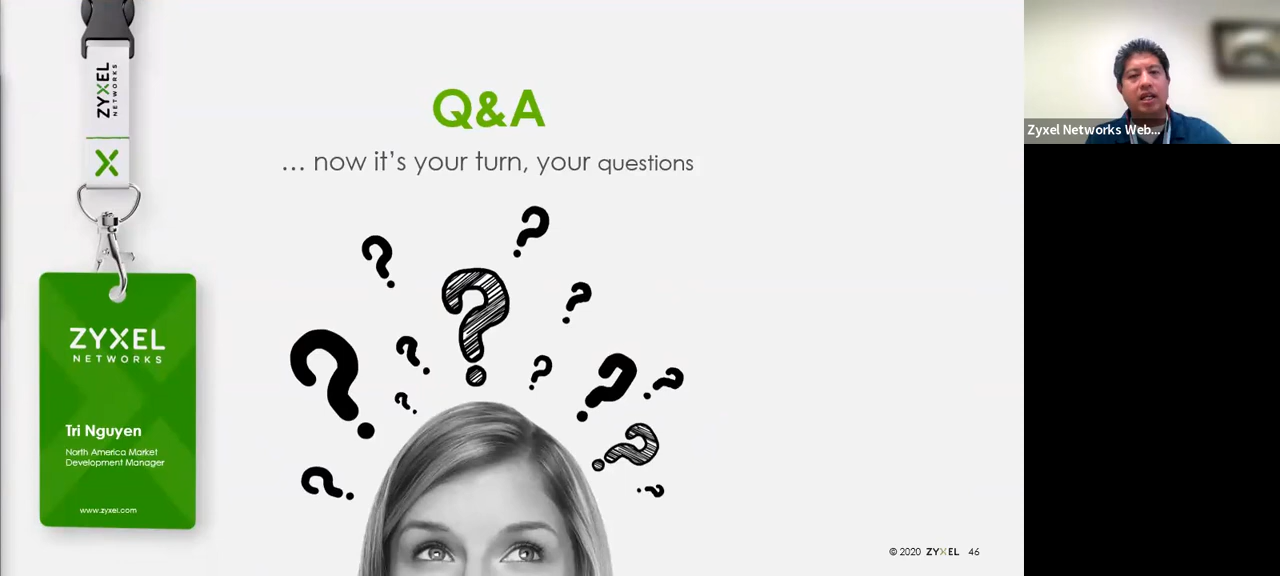 ZYXEL
NETWORKS
Q&A
... now it's your turn, your questions
ZYXEL
NETWORKS
Tri Nguyen
North America Market
Development Manager
www.zyxel.com
© 2020 ZYXEL 46
Zyxel Networks Web...